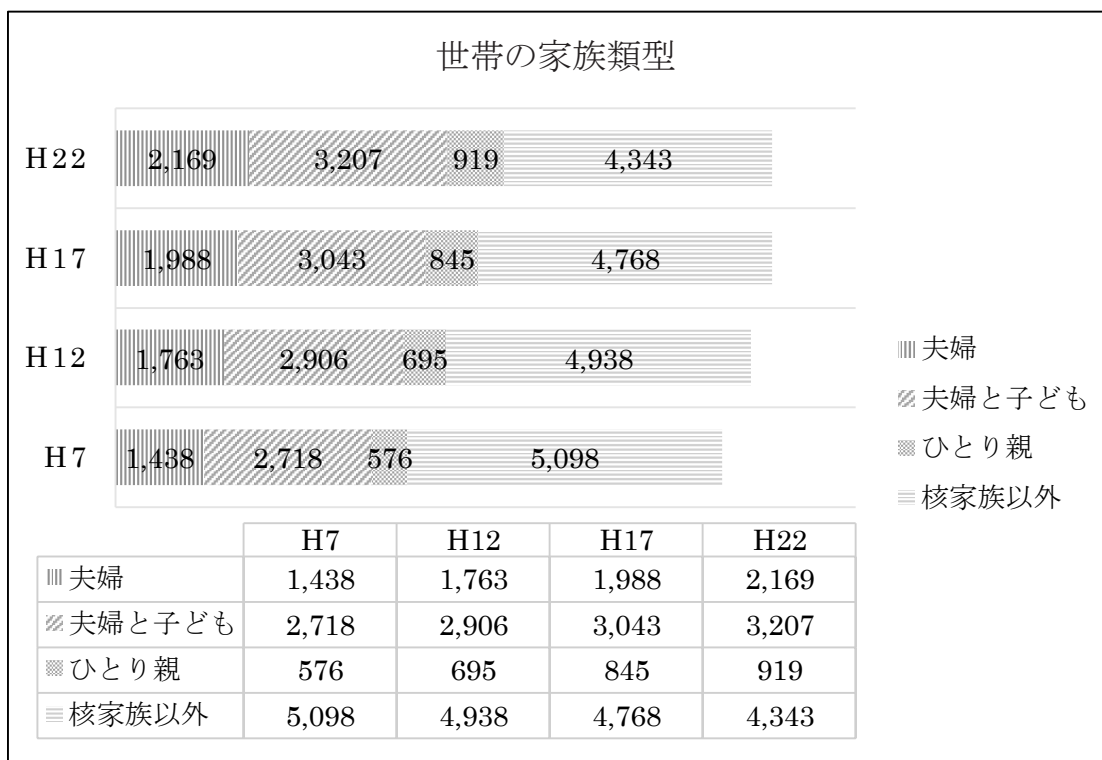 世帯の家族類型
H22 2,169 3,207 919 4,343
H17 1,988 3,043 845 4,768
H12 1,763 2,906 695 4,938
H7 1,438 2,718 576 5,098
夫婦
夫婦と子ども
ひとり親
核家族以外
H7 H12 H17 H22
夫婦 1,438 1,763 1,988 2,169
夫婦と子ども 2,718 2,906 3,043 3,207
ひとり親 576 695 845 919
核家族以外 5,098 4,938 4,768 4,343